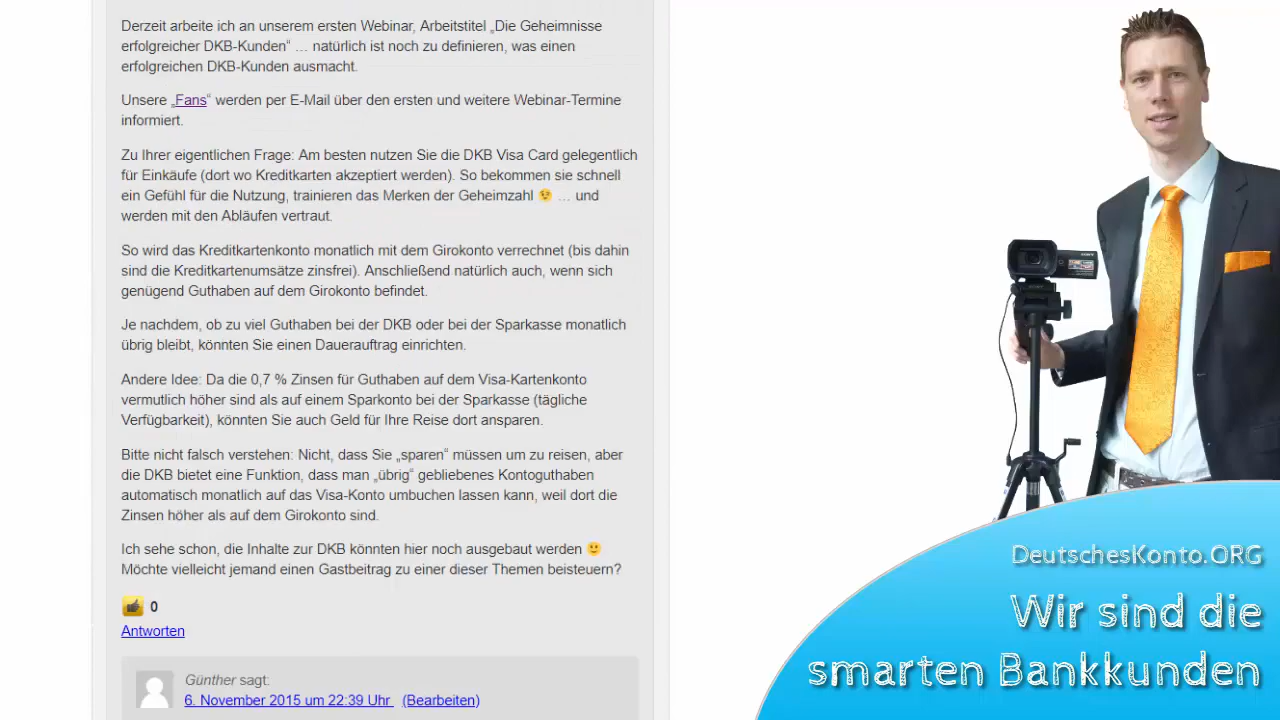 Derzeit arbeite ich an unserem ersten Webinar, Arbeitstitel „Die Geheimnisse
erfolgreicher DKB-Kunden“ … natürlich ist noch zu definieren, was einen
erfolgreichen DKB-Kunden ausmacht.
Unsere „Fans“ werden per E-Mail über den ersten und weitere Webinar-Termine
informiert.
Zu Ihrer eigentlichen Frage: Am besten nutzen Sie die DKB Visa Card gelegentlich
für Einkäufe (dort wo Kreditkarten akzeptiert werden). So bekommen sie schnell
ein Gefühl für die Nutzung, trainieren das Merken der Geheimzahl 😉 … und
werden mit den Abläufen vertraut.
So wird das Kreditkartenkonto monatlich mit dem Girokonto verrechnet (bis dahin
sind die Kreditkartenumsätze zinsfrei). Anschließend natürlich auch, wenn sich
genügend Guthaben auf dem Girokonto befindet.
Je nachdem, ob zu viel Guthaben bei der DKB oder bei der Sparkasse monatlich
übrig bleibt, könnten Sie einen Dauerauftrag einrichten.
Andere Idee: Da die 0,7 % Zinsen für Guthaben auf dem Visa-Kartenkonto
vermutlich höher sind als auf einem Sparkonto bei der Sparkasse (tägliche
Verfügbarkeit), könnten Sie auch Geld für Ihre Reise dort ansparen.
Bitte nicht falsch verstehen: Nicht, dass Sie „sparen“ müssen um zu reisen, aber
die DKB bietet eine Funktion, dass man „übrig“ gebliebenes Kontoguthaben
automatisch monatlich auf das Visa-Konto umbuchen lassen kann, weil dort die
Zinsen höher als auf dem Girokonto sind.
Ich sehe schon, die Inhalte zur DKB könnten hier noch ausgebaut werden 🙂
Möchte vielleicht jemand einen Gastbeitrag zu einer dieser Themen beisteuern?
0
Antworten
Günther sagt:
6. November 2015 um 22:39 Uhr (Bearbeiten)
DeutschesKonto.ORG
Wir sind die
smarten Bankkunden